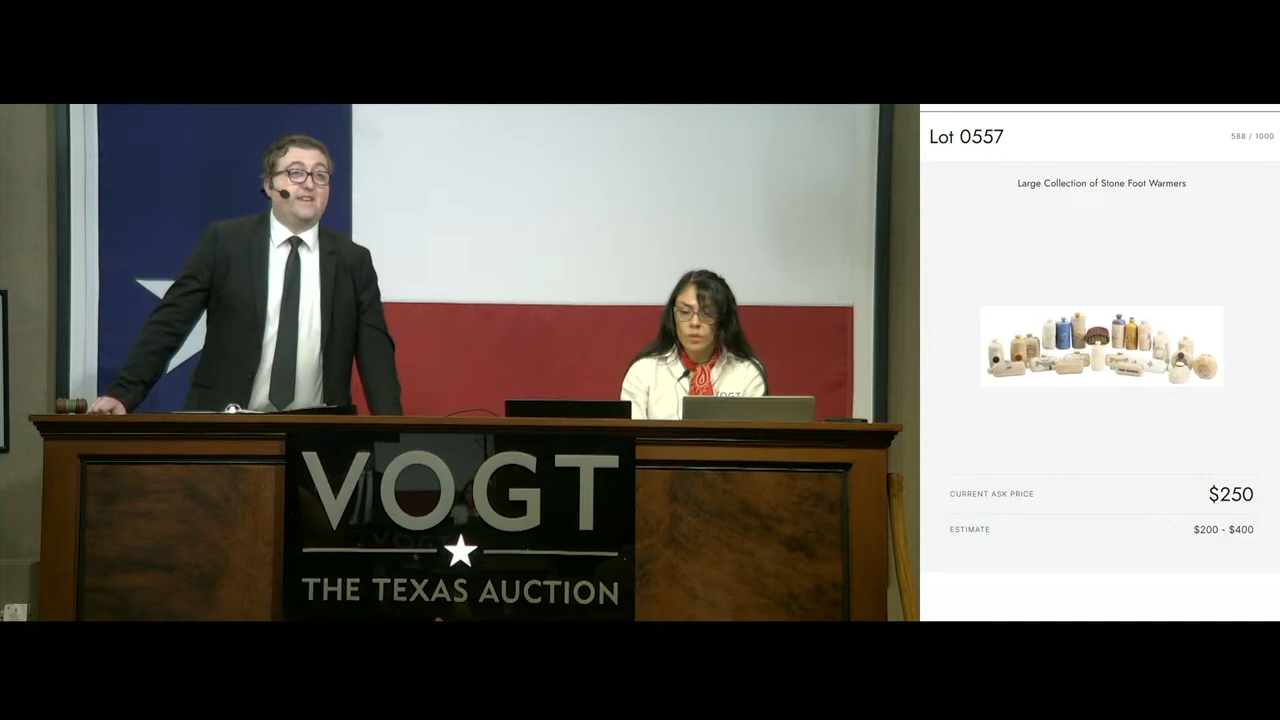 VOGT
VOGT
THE TEXAS AUCTION
Lot 0557
588 / 1000
Large Collection of Stone Foot Warmers
CURRENT ASK PRICE
$250
ESTIMATE
$200 - $400